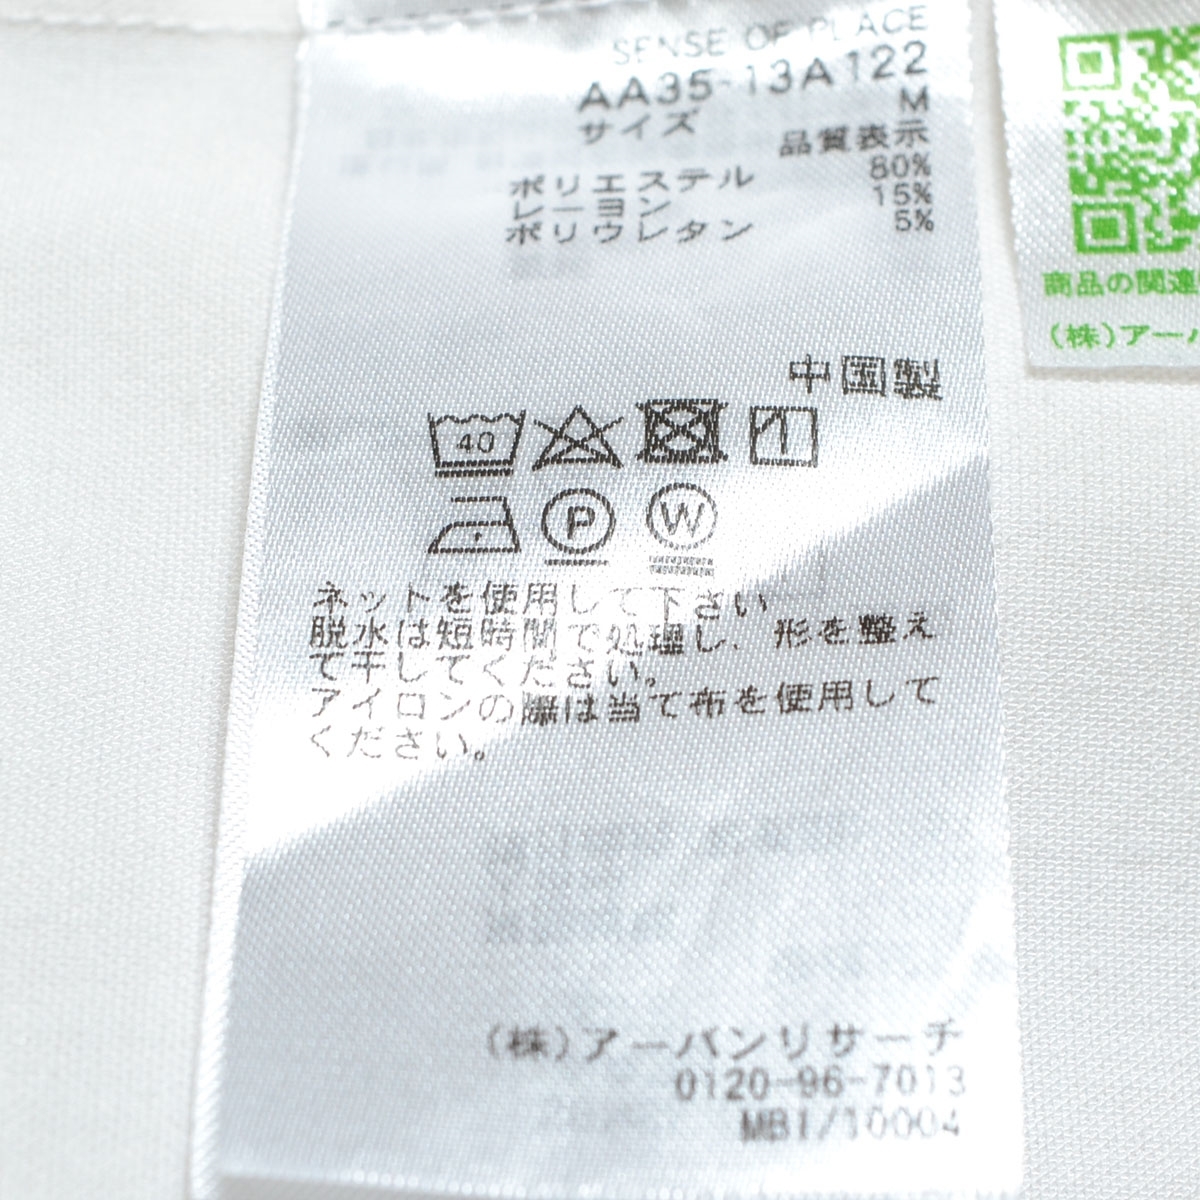 SENSE OF PLACE
AA35-13A122
サイズ M
品質表示
ポリエステル 80%
レーヨン 15%
ポリウレタン 5%
中国製
40
P W
ネットを使用して下さい
脱水は短時間で処理し、形を整え
て干してください。
アイロンの際は当て布を使用して
ください。
(株)アーバンリサーチ
0120-96-7013
MBI/10004
商品の関連
(株)アーバ